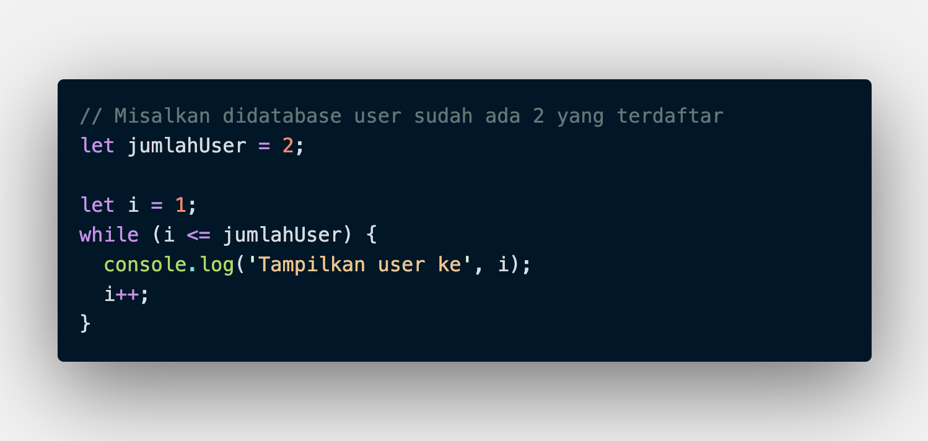 // Misalkan didatabase user sudah ada 2 yang terdaftar
let jumlahUser = 2;
let i = 1;
while (i <= jumlahUser) {
  console.log('Tampilkan user ke', i);
  i++;
}